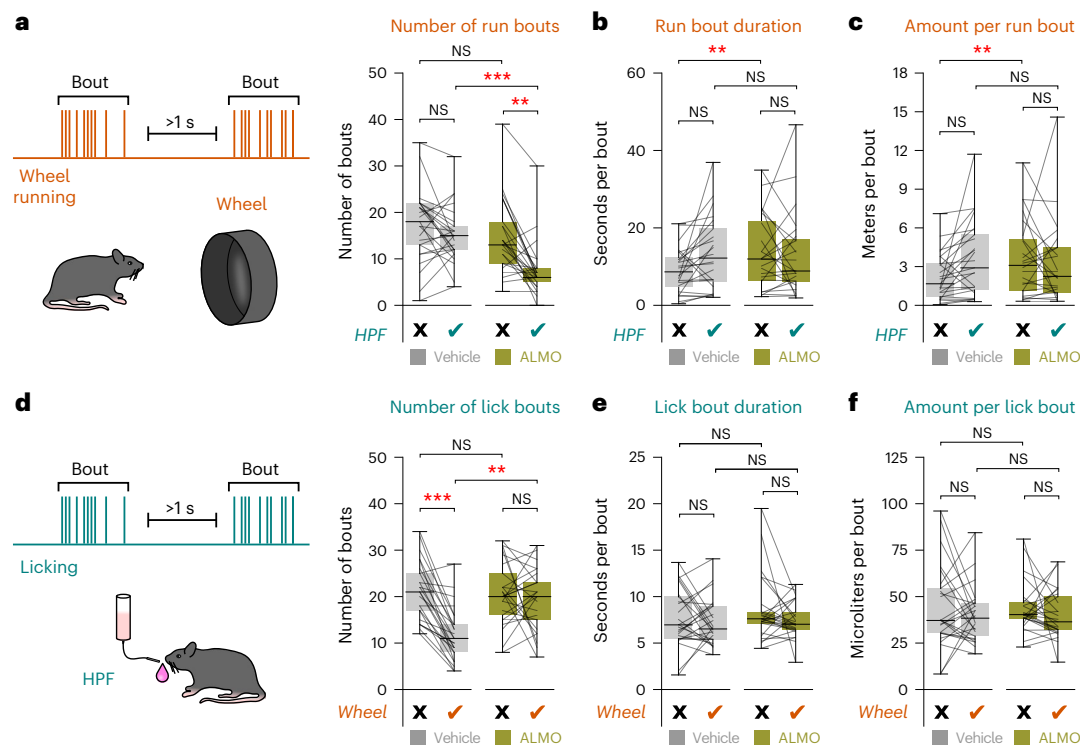 a
Number of run bouts
b
Run bout duration
c
Amount per run bout
Bout
Bout
>1 s
Wheel
running
Wheel
NS
***
NS
**
50
40
30
20
10
0
Number of bouts
HPF
x ✔ x ✔
Vehicle
ALMO
**
NS
NS
NS
60
40
20
0
Seconds per bout
HPF
x ✔ x ✔
Vehicle
ALMO
**
NS
NS
NS
18
15
12
9
6
3
0
Meters per bout
HPF
x ✔ x ✔
Vehicle
ALMO
d
Number of lick bouts
e
Lick bout duration
f
Amount per lick bout
Bout
Bout
>1 s
Licking
HPF
NS
**
***
NS
50
40
30
20
10
0
Number of bouts
Wheel
x ✔ x ✔
Vehicle
ALMO
NS
NS
NS
NS
25
20
15
10
5
0
Seconds per bout
Wheel
x ✔ x ✔
Vehicle
ALMO
NS
NS
NS
NS
125
100
75
50
25
0
Microliters per bout
Wheel
x ✔ x ✔
Vehicle
ALMO